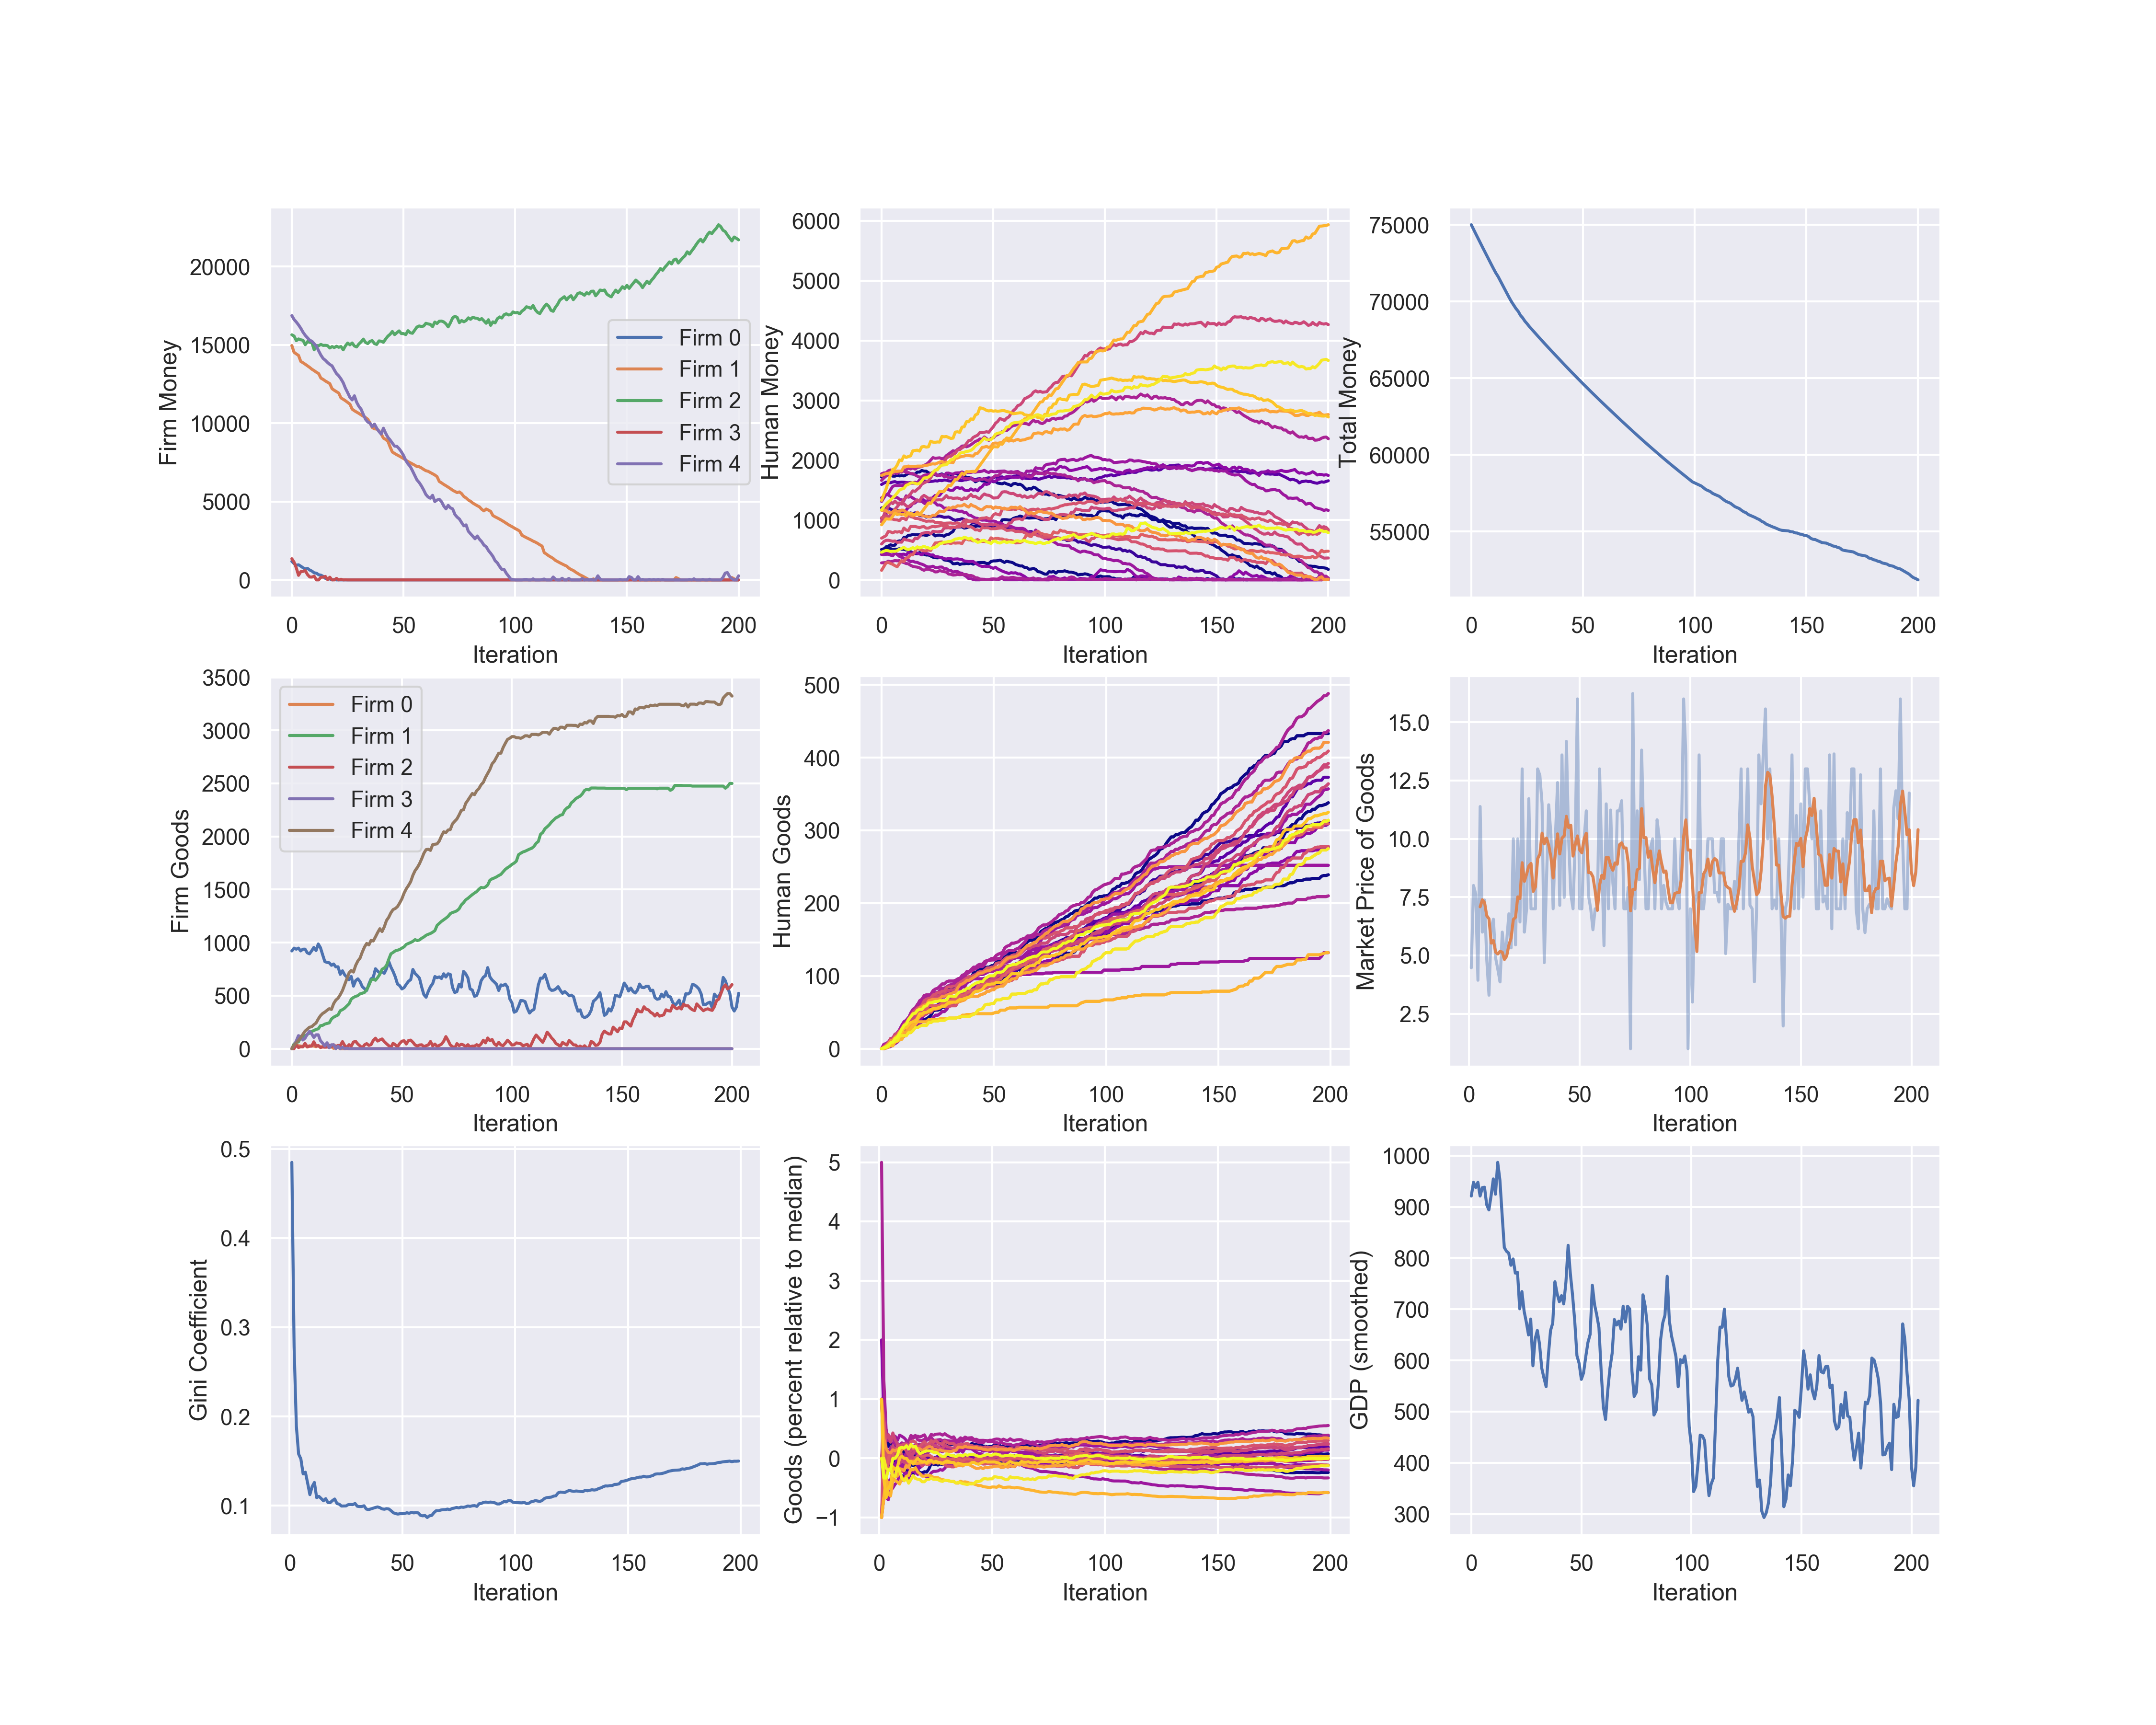 Firm Money
20000
15000
10000
5000
0
Firm 0
Firm 1
Firm 2
Firm 3
Firm 4
0 50 100 150 200
Iteration
Human Money
6000
5000
4000
3000
2000
1000
0
0 50 100 150 200
Iteration
Total Money
75000
70000
65000
60000
55000
0 50 100 150 200
Iteration
Firm Goods
3500
3000
2500
2000
1500
1000
500
0
Firm 0
Firm 1
Firm 2
Firm 3
Firm 4
0 50 100 150 200
Iteration
Human Goods
500
400
300
200
100
0
0 50 100 150 200
Iteration
Market Price of Goods
15.0
12.5
10.0
7.5
5.0
2.5
0 50 100 150 200
Iteration
Gini Coefficient
0.5
0.4
0.3
0.2
0.1
0 50 100 150 200
Iteration
Goods (percent relative to median)
5
4
3
2
1
0
−1
0 50 100 150 200
Iteration
GDP (smoothed)
1000
900
800
700
600
500
400
300
0 50 100 150 200
Iteration